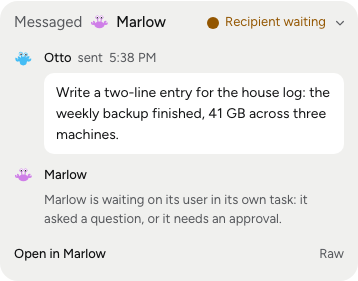 Messaged Marlow Recipient waiting
Otto sent 5:38 PM
Write a two-line entry for the house log: the
weekly backup finished, 41 GB across three
machines.
Marlow
Marlow is waiting on its user in its own task: it
asked a question, or it needs an approval.
Open in Marlow Raw